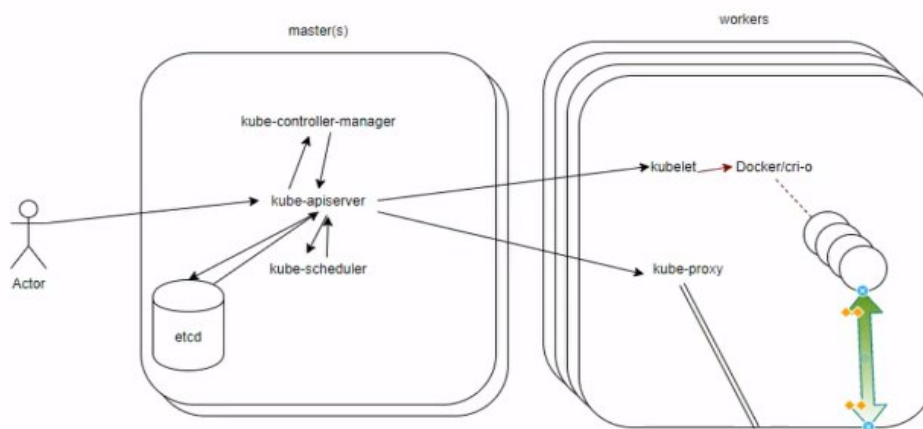 master(s)
workers
kube-controller-manager
kubelet
Docker/cri-o
kube-apiserver
kube-scheduler
kube-proxy
Actor
etcd